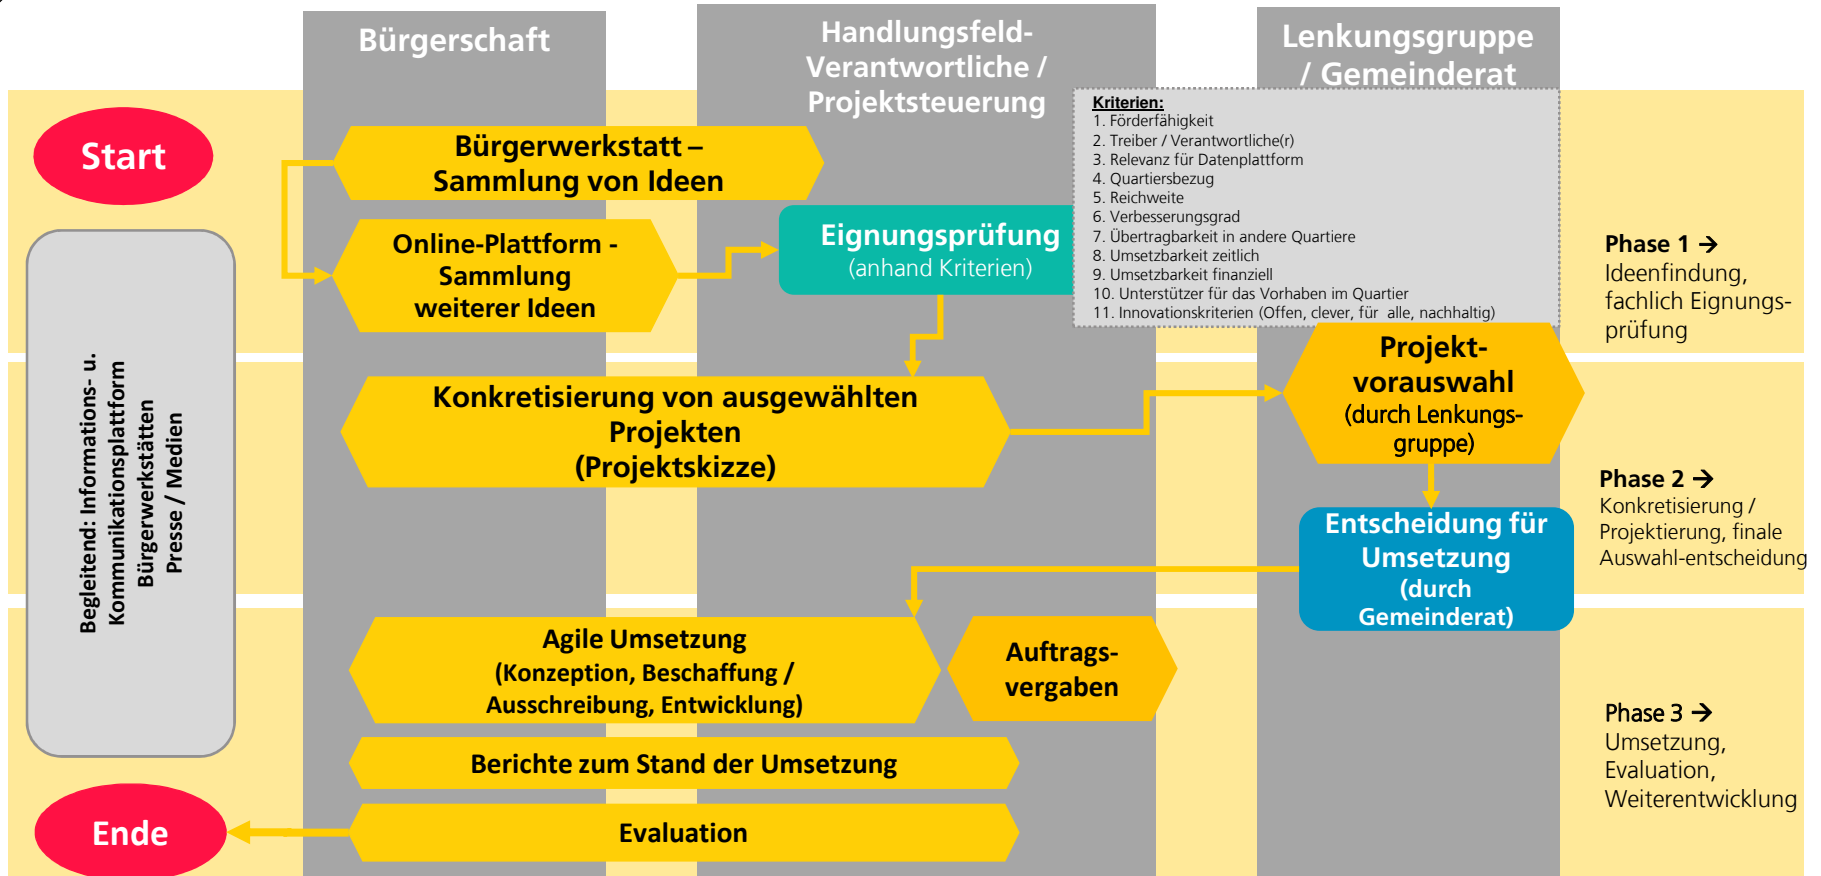 Bürgerschaft
Handlungsfeld-
Verantwortliche /
Projektsteuerung
Lenkungsgruppe
/ Gemeinderat
Start
Bürgerwerkstatt –
Sammlung von Ideen
Online-Plattform -
Sammlung
weiterer Ideen
Eignungsprüfung
(anhand Kriterien)
Kriterien:
1. Förderfähigkeit
2. Treiber / Verantwortliche(r)
3. Relevanz für Datenplattform
4. Quartiersbezug
5. Reichweite
6. Verbesserungsgrad
7. Übertragbarkeit in andere Quartiere
8. Umsetzbarkeit zeitlich
9. Umsetzbarkeit finanziell
10. Unterstützer für das Vorhaben im Quartier
11. Innovationskriterien (Offen, clever, für alle, nachhaltig)
Phase 1 →
Ideenfindung,
fachlich Eignungs-
prüfung
Begleitend: Informations- u.
Kommunikationsplattform
Bürgerwerkstätten
Presse / Medien
Konkretisierung von ausgewählten
Projekten
(Projektskizze)
Projekt-
vorauswahl
(durch Lenkungs-
gruppe)
Entscheidung für
Umsetzung
(durch
Gemeinderat)
Phase 2 →
Konkretisierung /
Projektierung, finale
Auswahl-entscheidung
Agile Umsetzung
(Konzeption, Beschaffung /
Ausschreibung, Entwicklung)
Auftrags-
vergaben
Berichte zum Stand der Umsetzung
Evaluation
Phase 3 →
Umsetzung,
Evaluation,
Weiterentwicklung
Ende